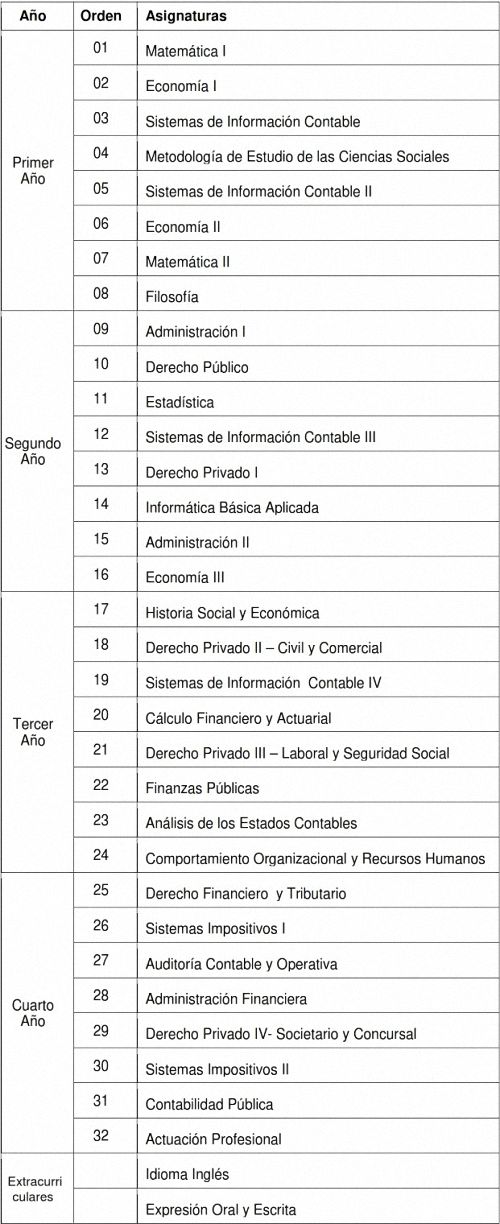 Año Orden Asignaturas
Primer Año
01 Matemática I
02 Economía I
03 Sistemas de Información Contable
04 Metodología de Estudio de las Ciencias Sociales
05 Sistemas de Información Contable II
06 Economía II
07 Matemática II
08 Filosofía
Segundo Año
09 Administración I
10 Derecho Público
11 Estadística
12 Sistemas de Información Contable III
13 Derecho Privado I
14 Informática Básica Aplicada
15 Administración II
16 Economía III
Tercer Año
17 Historia Social y Económica
18 Derecho Privado II – Civil y Comercial
19 Sistemas de Información Contable IV
20 Cálculo Financiero y Actuarial
21 Derecho Privado III – Laboral y Seguridad Social
22 Finanzas Públicas
23 Análisis de los Estados Contables
24 Comportamiento Organizacional y Recursos Humanos
Cuarto Año
25 Derecho Financiero y Tributario
26 Sistemas Impositivos I
27 Auditoría Contable y Operativa
28 Administración Financiera
29 Derecho Privado IV- Societario y Concursal
30 Sistemas Impositivos II
31 Contabilidad Pública
32 Actuación Profesional
Extracurri
culares
Idioma Inglés
Expresión Oral y Escrita